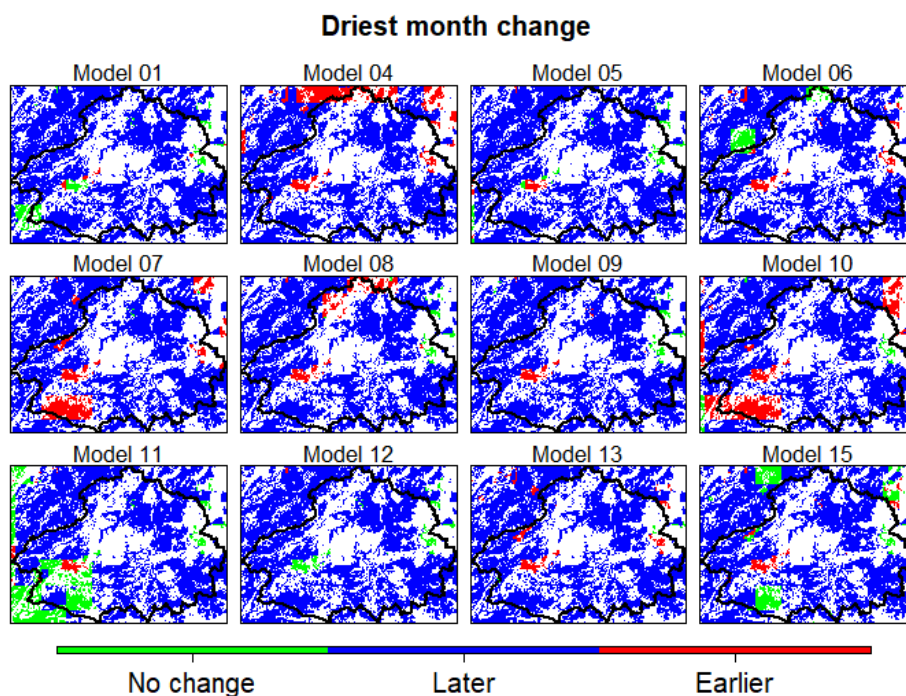 Driest month change
Model 01 Model 04 Model 05 Model 06
Model 07 Model 08 Model 09 Model 10
Model 11 Model 12 Model 13 Model 15
No change Later Earlier